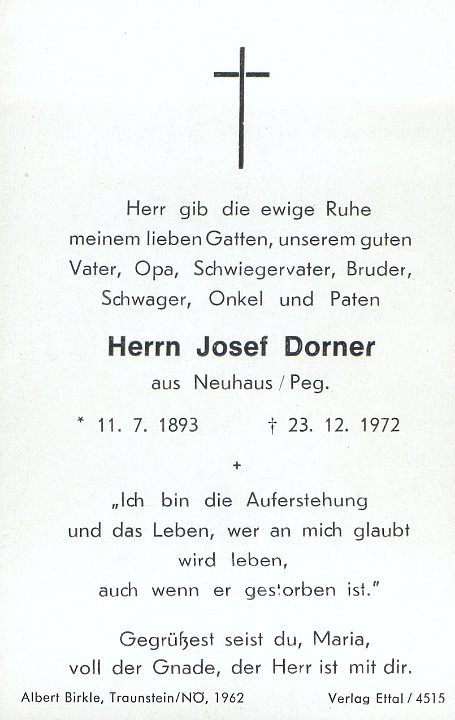 Herr gib die ewige Ruhe
meinem lieben Gatten, unserem guten
Vater, Opa, Schwiegervater, Bruder,
Schwager, Onkel und Paten
Herrn Josef Dorner
aus Neuhaus / Peg.
* 11. 7. 1893 † 23. 12. 1972
+
„Ich bin die Auferstehung
und das Leben, wer an mich glaubt
wird leben,
auch wenn er gestorben ist.”
Gegrüßest seist du, Maria,
voll der Gnade, der Herr ist mit dir.
Albert Birkle, Traunstein/NÖ, 1962 Verlag Ettal / 4515